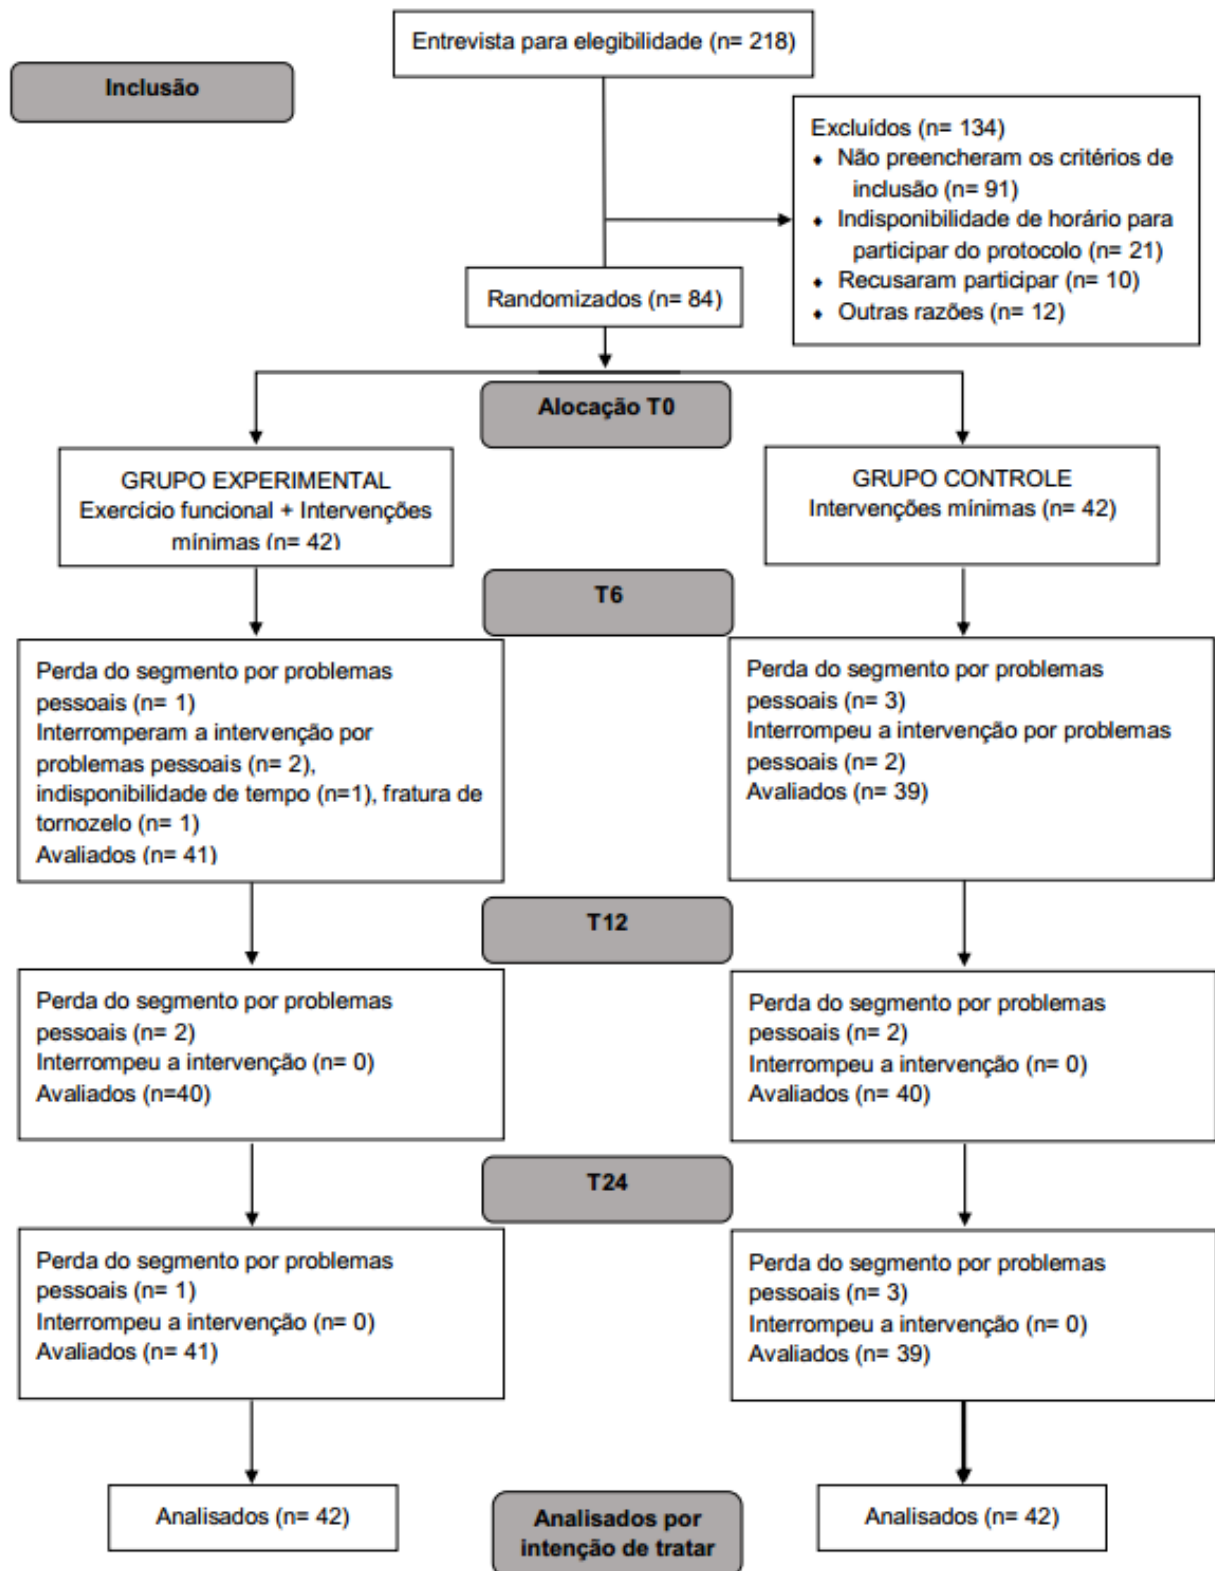 Entrevista para elegibilidade (n= 218)
Inclusão
Excluídos (n= 134)
⬧ Não preencheram os critérios de
inclusão (n= 91)
⬧ Indisponibilidade de horário para
participar do protocolo (n= 21)
⬧ Recusaram participar (n= 10)
⬧ Outras razões (n= 12)
Randomizados (n= 84)
Alocação T0
GRUPO EXPERIMENTAL
Exercício funcional + Intervenções
mínimas (n= 42)
GRUPO CONTROLE
Intervenções mínimas (n= 42)
T6
Perda do segmento por problemas
pessoais (n= 1)
Interromperam a intervenção por
problemas pessoais (n= 2),
indisponibilidade de tempo (n=1), fratura de
tornozelo (n= 1)
Avaliados (n= 41)
Perda do segmento por problemas
pessoais (n= 3)
Interrompeu a intervenção por problemas
pessoais (n= 2)
Avaliados (n= 39)
T12
Perda do segmento por problemas
pessoais (n= 2)
Interrompeu a intervenção (n= 0)
Avaliados (n=40)
Perda do segmento por problemas
pessoais (n= 2)
Interrompeu a intervenção (n= 0)
Avaliados (n= 40)
T24
Perda do segmento por problemas
pessoais (n= 1)
Interrompeu a intervenção (n= 0)
Avaliados (n= 41)
Perda do segmento por problemas
pessoais (n= 3)
Interrompeu a intervenção (n= 0)
Avaliados (n= 39)
Analisados (n= 42)
Analisados por
intenção de tratar
Analisados (n= 42)